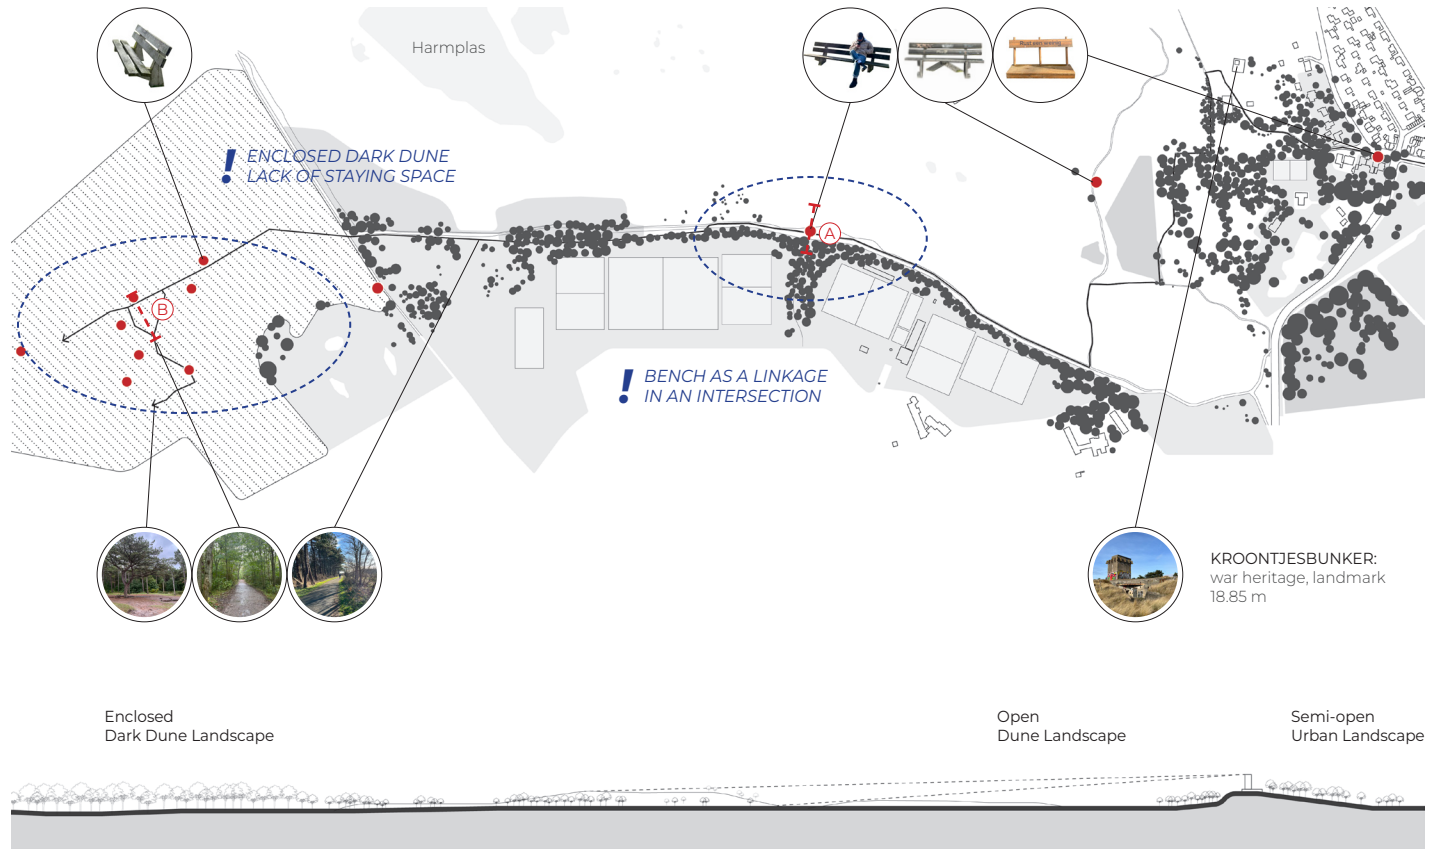 Harmplas
ENCLOSED DARK DUNE
LACK OF STAYING SPACE
!
A
B
!
BENCH AS A LINKAGE
IN AN INTERSECTION
KROONTJESBUNKER:
war heritage, landmark
18.85 m
Enclosed
Dark Dune Landscape
Open
Dune Landscape
Semi-open
Urban Landscape